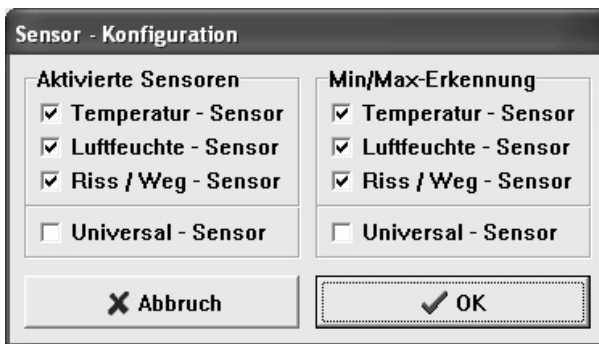 Sensor - Konfiguration
Aktivierte Sensoren
Temperatur - Sensor
Luftfeuchte - Sensor
Riss / Weg - Sensor
Universal - Sensor
Min/Max-Erkennung
Temperatur - Sensor
Luftfeuchte - Sensor
Riss / Weg - Sensor
Universal - Sensor
Abbruch
OK